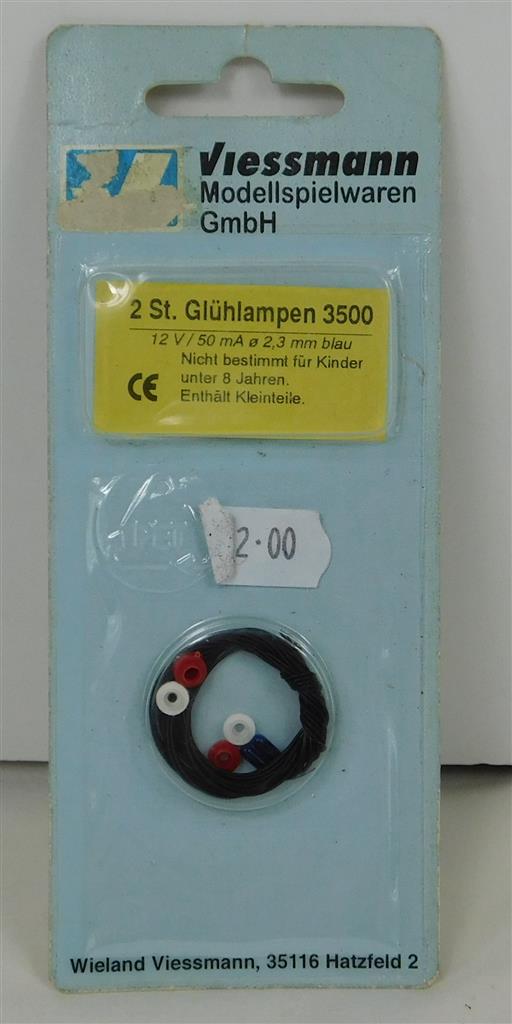 Viessmann
Modellspielwaren
GmbH
2 St. Glühlampen 3500
12 V / 50 mA ø 2,3 mm blau
Nicht bestimmt für Kinder
unter 8 Jahren.
Enthält Kleinteile.
CE
2.00
Wieland Viessmann, 35116 Hatzfeld 2